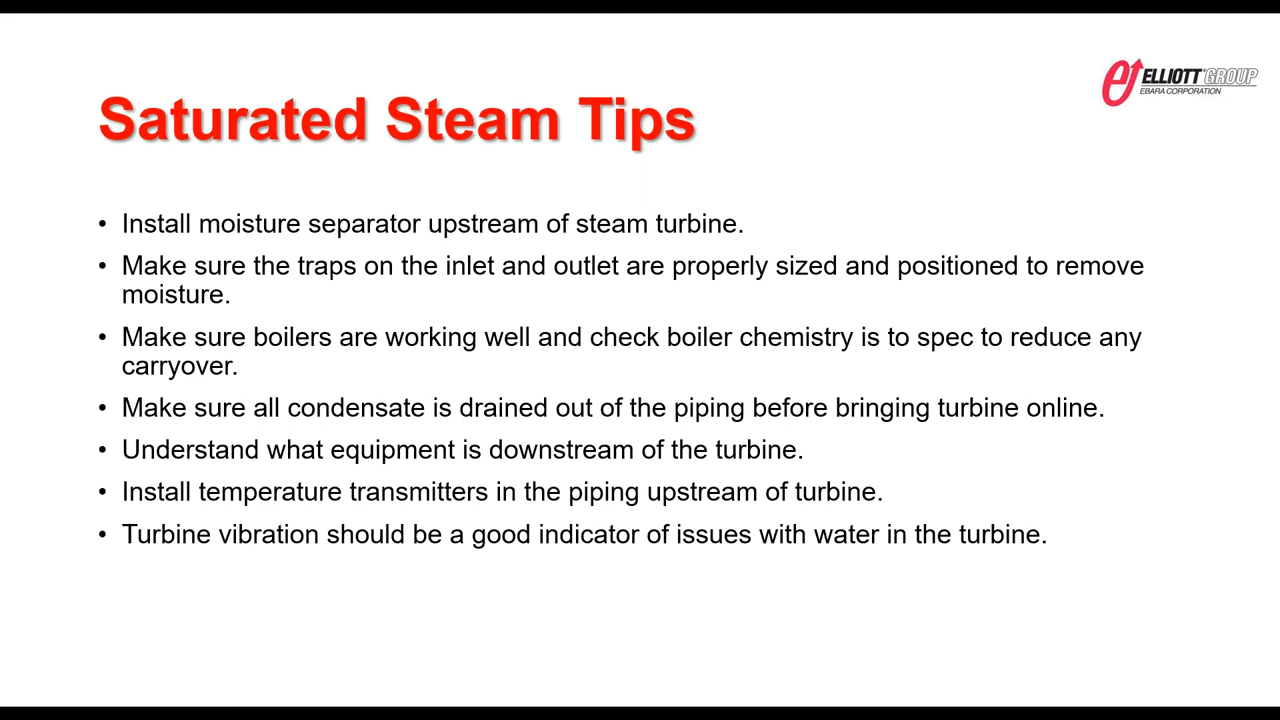 ELLIOTT GROUP
EBARA CORPORATION
Saturated Steam Tips
• Install moisture separator upstream of steam turbine.
• Make sure the traps on the inlet and outlet are properly sized and positioned to remove
moisture.
• Make sure boilers are working well and check boiler chemistry is to spec to reduce any
carryover.
• Make sure all condensate is drained out of the piping before bringing turbine online.
• Understand what equipment is downstream of the turbine.
• Install temperature transmitters in the piping upstream of turbine.
• Turbine vibration should be a good indicator of issues with water in the turbine.